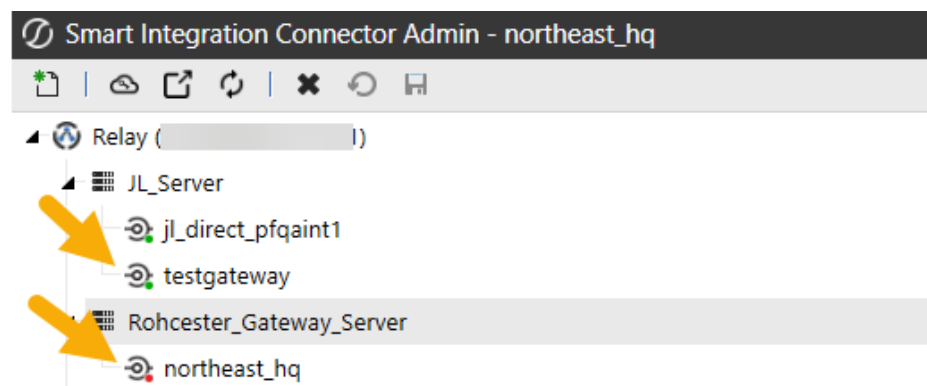 Smart Integration Connector Admin - northeast_hq
Relay (
JL_Server
jl_direct_pfqaint1
testgateway
Rohcester_Gateway_Server
northeast_hq